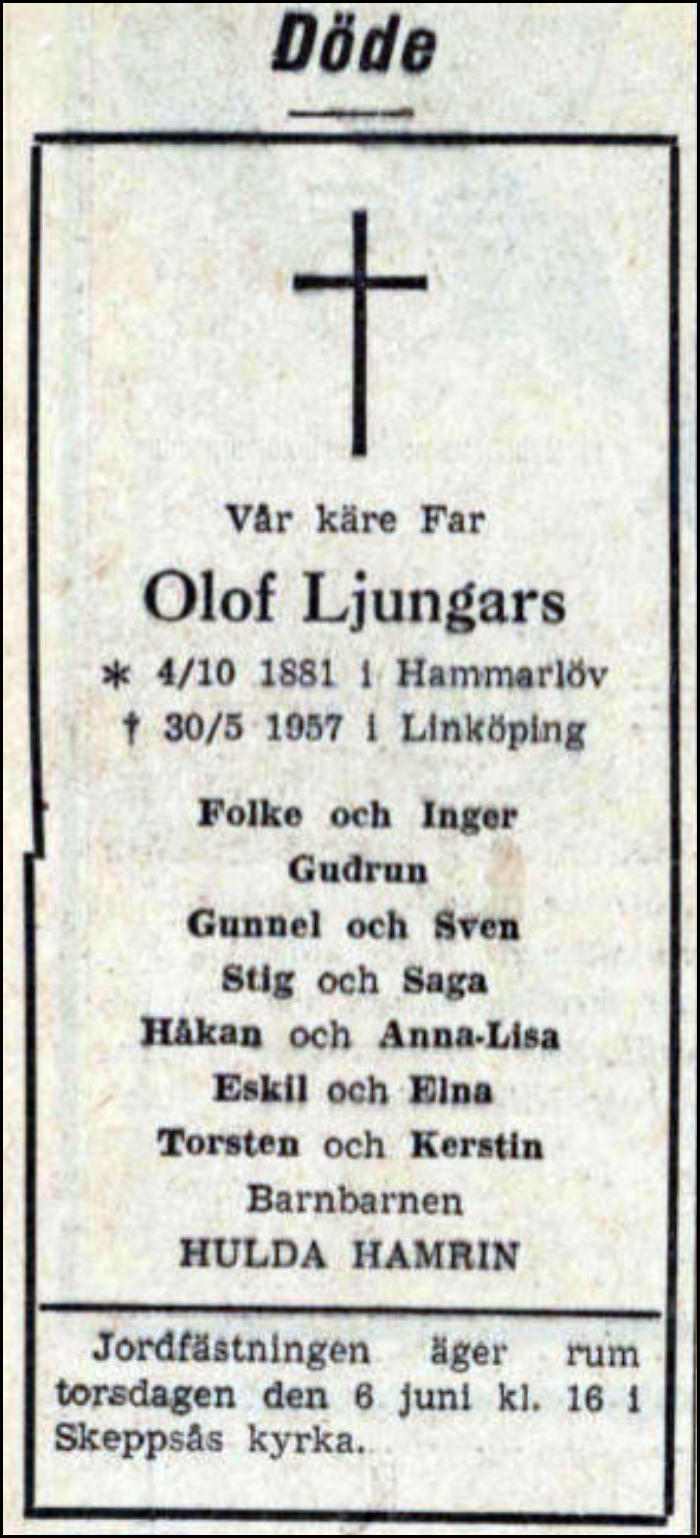 Döde
Vår käre Far
Olof Ljungars
* 4/10 1881 i Hammarlöv
† 30/5 1957 i Linköping
Folke och Inger
Gudrun
Gunnel och Sven
Stig och Saga
Håkan och Anna-Lisa
Eskil och Elna
Torsten och Kerstin
Barnbarnen
HULDA HAMRIN
Jordfästningen äger rum
torsdagen den 6 juni kl. 16 i
Skeppsås kyrka.